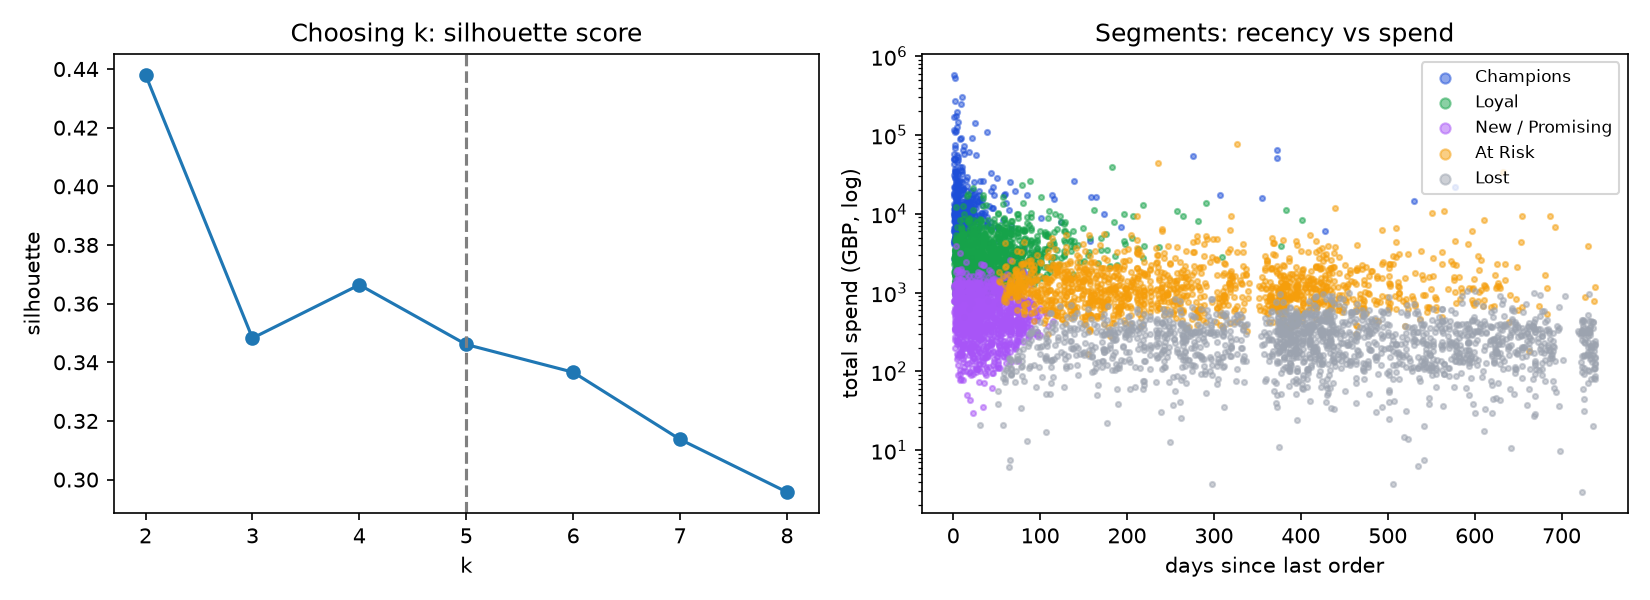 Choosing k: silhouette score
silhouette
0.44
0.42
0.40
0.38
0.36
0.34
0.32
0.30
2 3 4 5 6 7 8
k
Segments: recency vs spend
total spend (GBP, log)
10^6
10^5
10^4
10^3
10^2
10^1
Champions
Loyal
New / Promising
At Risk
Lost
0 100 200 300 400 500 600 700
days since last order